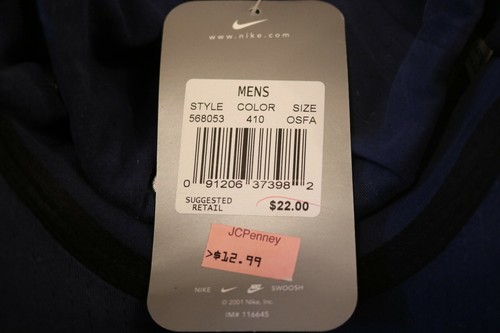 www.nike.com
MENS
STYLE COLOR SIZE
568053 410 OSFA
0 91206 37398 2
SUGGESTED
RETAIL $22.00
JCPenney
>$12.99
NIKE SWOOSH
© 2001 Nike, Inc.
IM# 116645